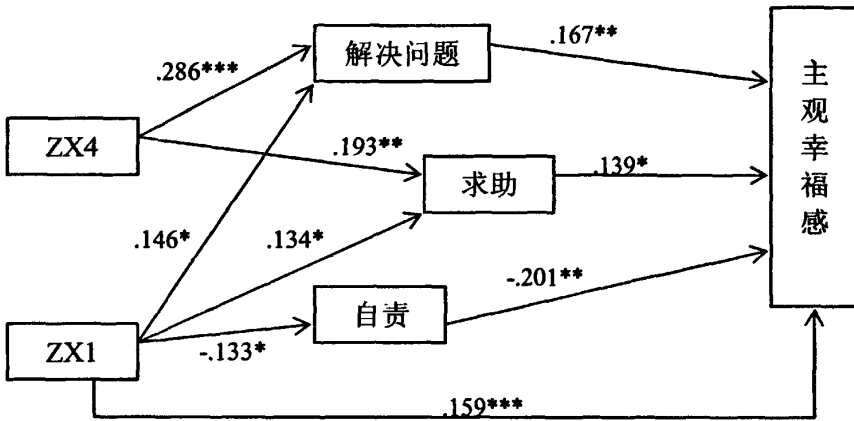 解决问题
.167**
.286***
主观幸福感
ZX4
.193**
求助
.139*
.146*
.134*
-.201**
自责
ZX1
-.133*
.159***